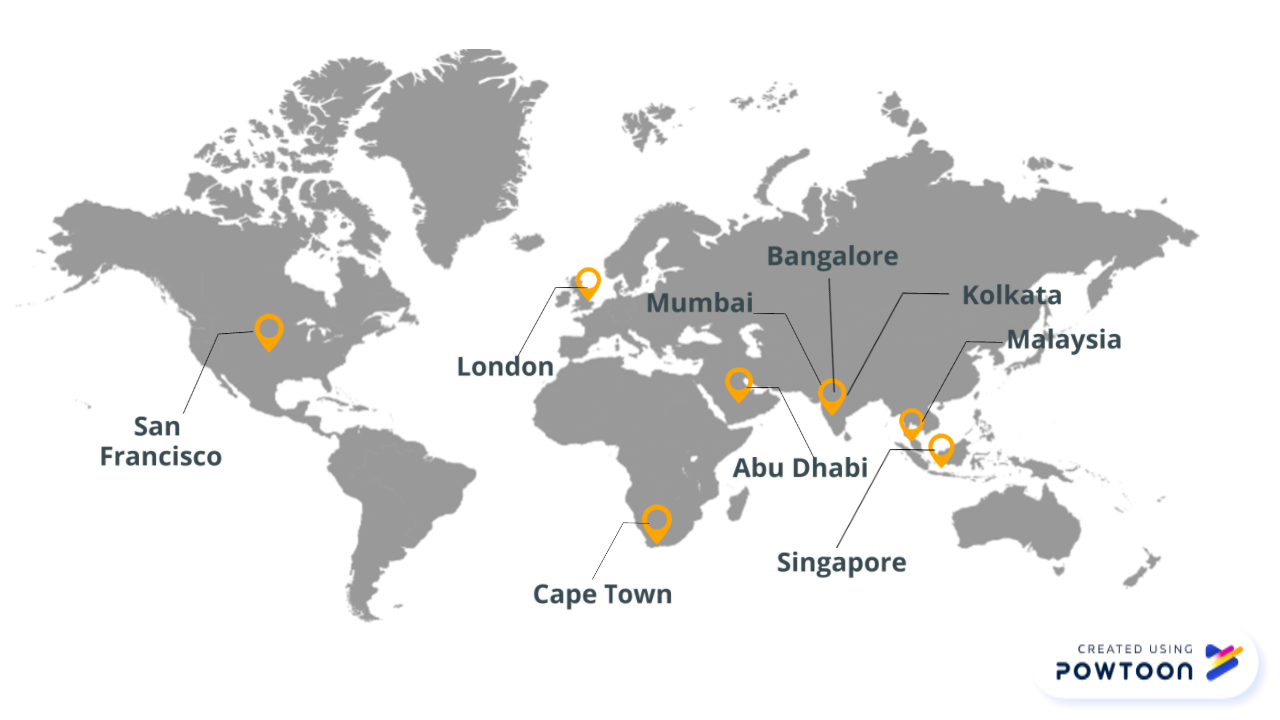 Bangalore
Mumbai
Kolkata
Malaysia
London
San
Francisco
Abu Dhabi
Singapore
Cape Town
CREATED USING
POWTOON